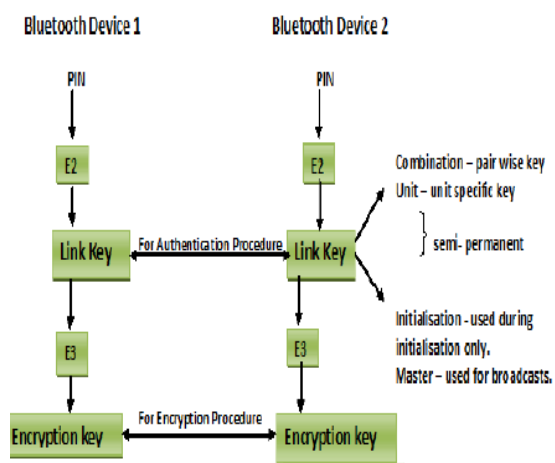 Bluetooth Device 1
Bluetooth Device 2
PIN
PIN
E2
E2
Combination – pair wise key
Unit – unit specific key
semi- permanent
Link Key
For Authentication Procedure
Link Key
Initialisation - used during
initialisation only.
Master – used for broadcasts.
E3
E3
Encryption key
For Encryption Procedure
Encryption key